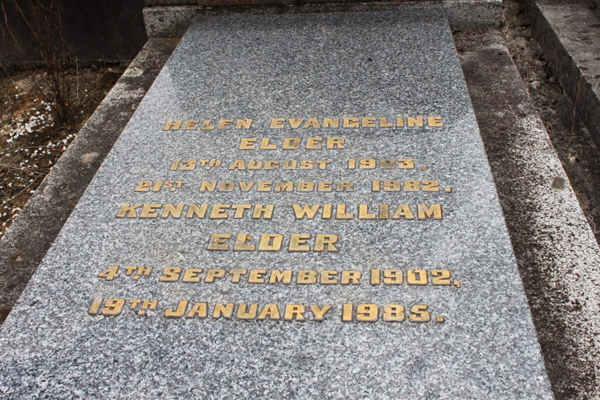 HELEN EVANGELINE
ELDER
13TH AUGUST 1903.
21ST NOVEMBER 1982.
KENNETH WILLIAM
ELDER
4TH SEPTEMBER 1902,
19TH JANUARY 1985.